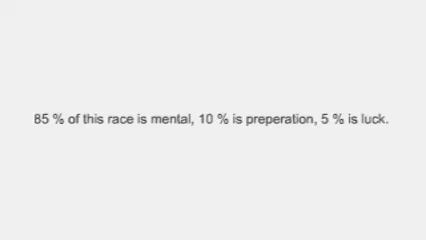 85 % of this race is mental, 10 % is preperation, 5 % is luck.